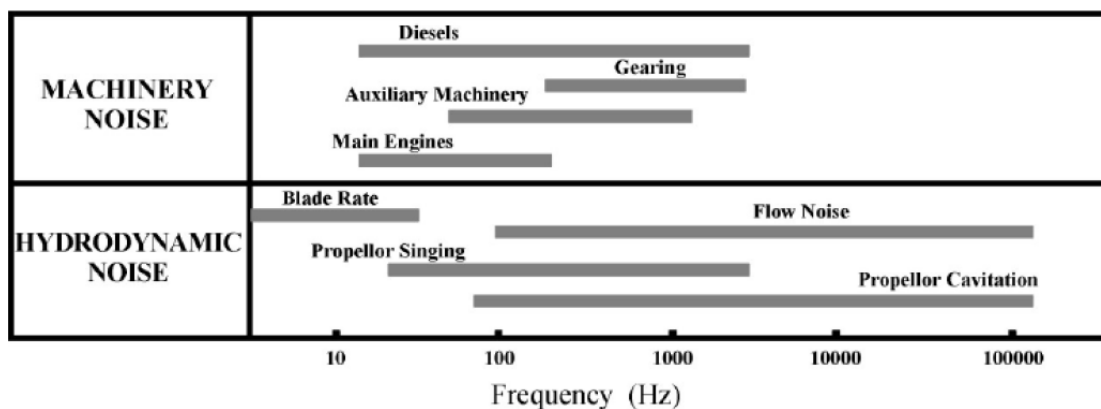 MACHINERY
NOISE
Diesels
Gearing
Auxiliary Machinery
Main Engines
HYDRODYNAMIC
NOISE
Blade Rate
Flow Noise
Propellor Singing
Propellor Cavitation
10 100 1000 10000 100000
Frequency (Hz)